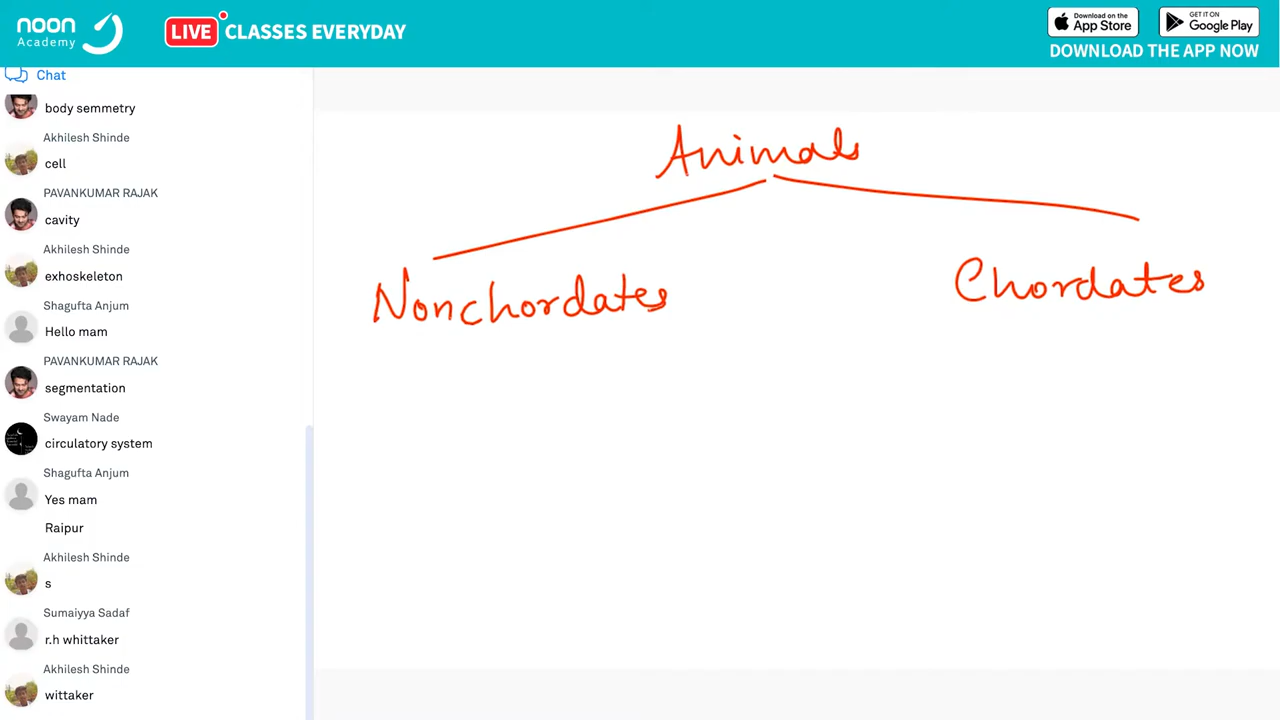 noon
Academy
LIVE CLASSES EVERYDAY
Download on the
App Store
GET IT ON
Google Play
DOWNLOAD THE APP NOW
Chat
body semmetry
Akhilesh Shinde
cell
PAVANKUMAR RAJAK
cavity
Akhilesh Shinde
exhoskeleton
Shagufta Anjum
Hello mam
PAVANKUMAR RAJAK
segmentation
Swayam Nade
circulatory system
Shagufta Anjum
Yes mam
Raipur
Akhilesh Shinde
s
Sumaiyya Sadaf
r.h whittaker
Akhilesh Shinde
wittaker
Animals
Nonchordates
Chordates